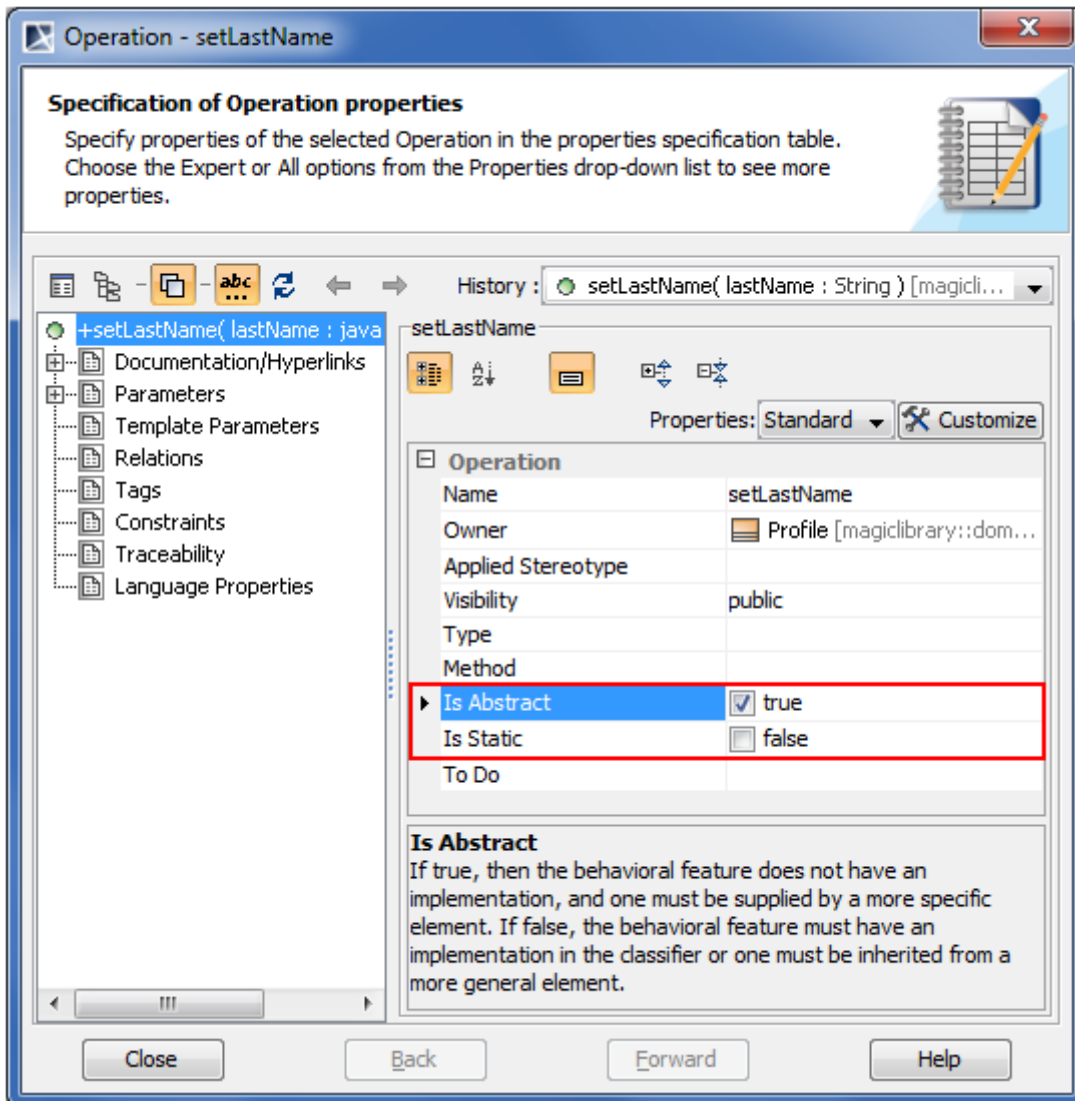 Operation - setLastName
Specification of Operation properties
Specify properties of the selected Operation in the properties specification table.
Choose the Expert or All options from the Properties drop-down list to see more
properties.
abc
...
History : setLastName( lastName : String ) [magicli...
+setLastName( lastName : java
Documentation/Hyperlinks
Parameters
Template Parameters
Relations
Tags
Constraints
Traceability
Language Properties
setLastName
Properties: Standard Customize
Operation
Name setLastName
Owner Profile [magiclibrary::dom...
Applied Stereotype
Visibility public
Type
Method
Is Abstract true
Is Static false
To Do
Is Abstract
If true, then the behavioral feature does not have an
implementation, and one must be supplied by a more specific
element. If false, the behavioral feature must have an
implementation in the classifier or one must be inherited from a
more general element.
Close Back Forward Help